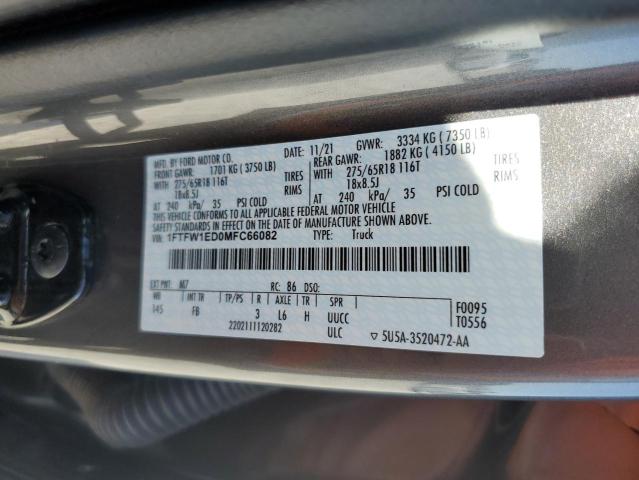 MFD. BY FORD MOTOR CO. DATE: 11/21 GVWR: 3334 KG ( 7350 LB)
FRONT GAWR: 1701 KG ( 3750 LB) REAR GAWR: 1882 KG ( 4150 LB)
WITH 275/65R18 116T TIRES WITH 275/65R18 116T TIRES
18x8.5J RIMS 18x8.5J RIMS
AT 240 kPa/ 35 PSI COLD AT 240 kPa/ 35 PSI COLD
THIS VEHICLE CONFORMS TO ALL APPLICABLE FEDERAL MOTOR VEHICLE
SAFETY AND THEFT PREVENTION STANDARDS IN EFFECT ON THE DATE OF MANUFACTURE SHOWN ABOVE.
VIN: 1FTFW1ED0MFC66082 TYPE: Truck
EXT PNT: M7 RC: 86 DSO:
WB INT TR TP/PS R AXLE TR SPR
145 FB 3 L6 H UUCC
2202111120282 ULC
F0095
T0556
5U5A-3520472-AA